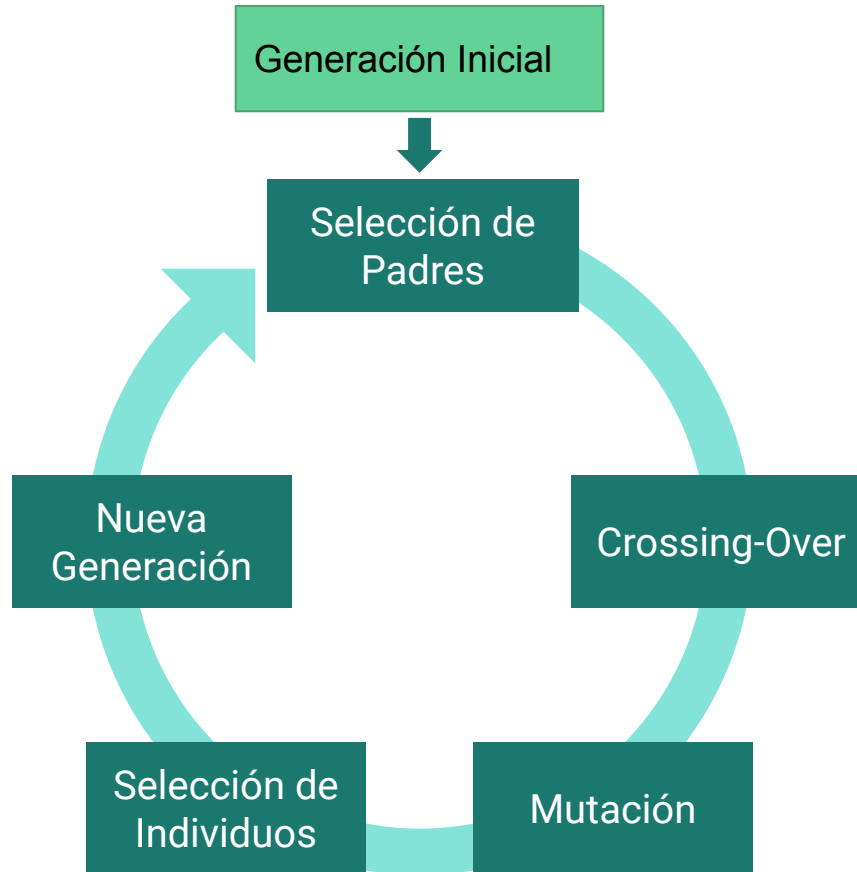 Generación Inicial
Selección de
Padres
Crossing-Over
Mutación
Selección de
Individuos
Nueva
Generación